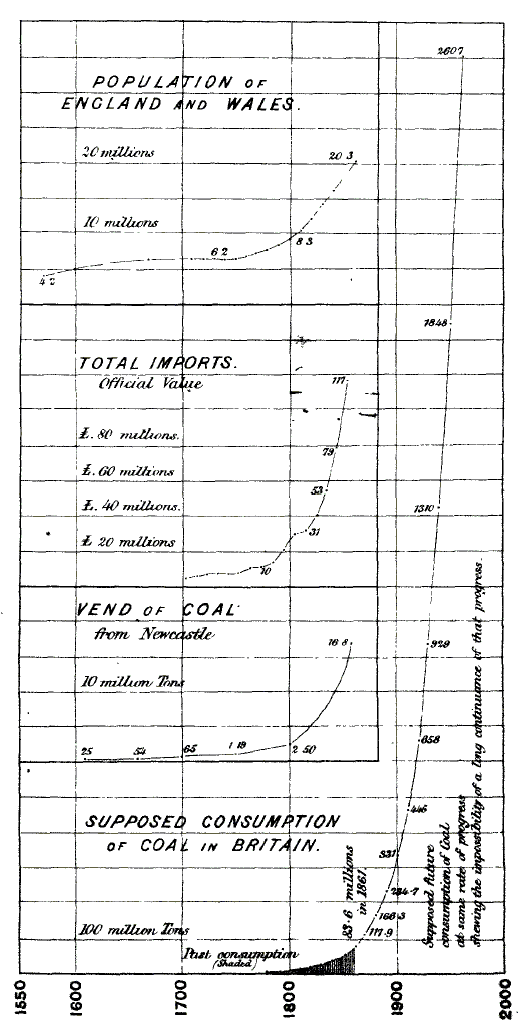 2607
POPULATION OF
ENGLAND AND WALES.
20 millions
20 3
10 millions
6 2
8 3
4 2
1848
TOTAL IMPORTS.
Official Value
117
£. 80 millions.
79
£. 60 millions
53
£. 40 millions.
1310
31
£ 20 millions
10
VEND OF COAL
from Newcastle
16 8
929
10 million Tons
25
54
65
1 19
2 50
658
446
SUPPOSED CONSUMPTION
OF COAL IN BRITAIN.
331
234·7
166·3
117·9
100 million Tons
83·6 millions
in 1861.
Past consumption
(Shaded)
Supposed future
consumption of Coal
at same rate of progress
shewing the impossibility of a long continuance of that progress.
1550
1600
1700
1800
1900
2000